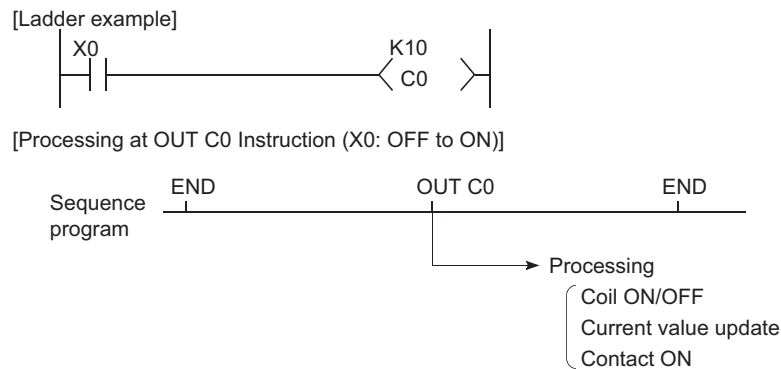 [Ladder example]
X0
K10
C0
[Processing at OUT C0 Instruction (X0: OFF to ON)]
END OUT C0 END
Sequence
program
Processing
Coil ON/OFF
Current value update
Contact ON